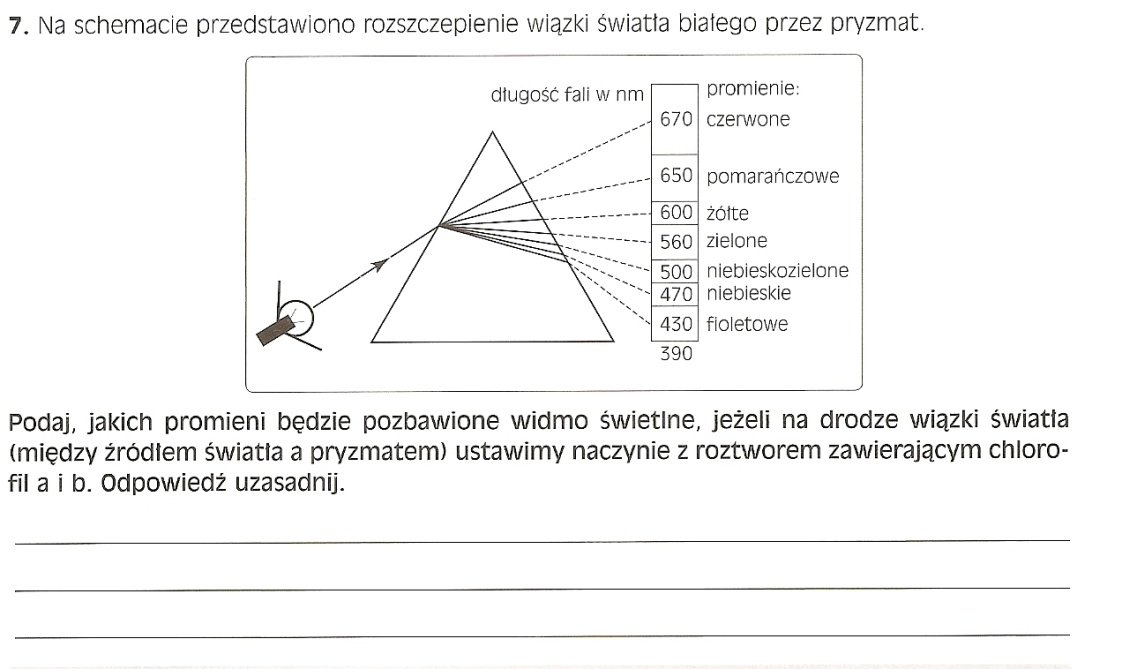 7. Na schemacie przedstawiono rozszczepienie wiązki światła białego przez pryzmat.
długość fali w nm
promienie:
670 czerwone
650 pomarańczowe
600 żółte
560 zielone
500 niebieskozielone
470 niebieskie
430 fioletowe
390
Podaj, jakich promieni będzie pozbawione widmo świetlne, jeżeli na drodze wiązki światła
(między źródłem światła a pryzmatem) ustawimy naczynie z roztworem zawierającym chloro-
fil a i b. Odpowiedź uzasadnij.